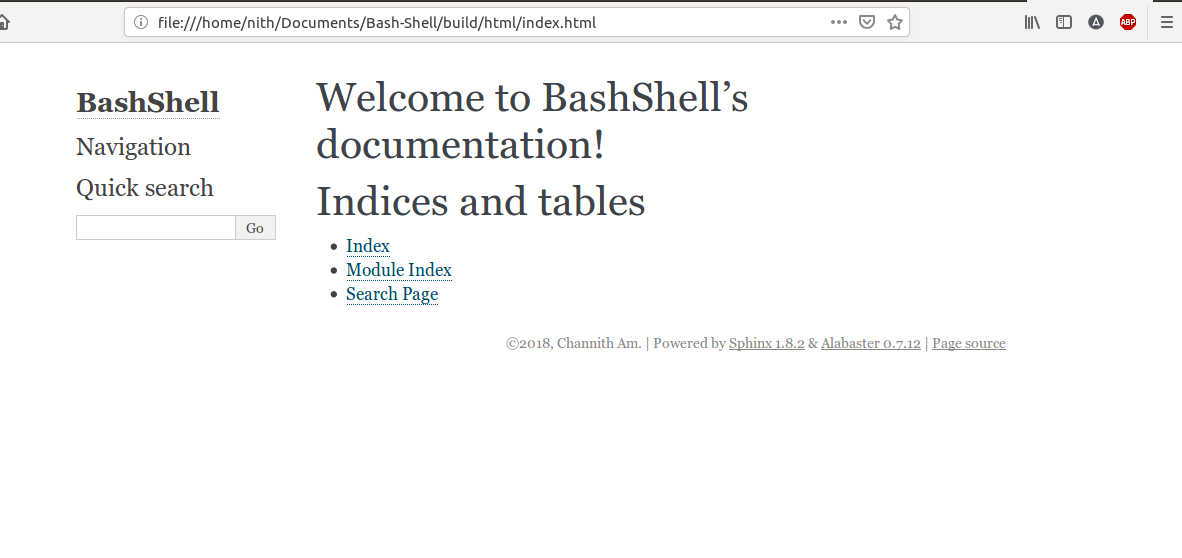 file:///home/nith/Documents/Bash-Shell/build/html/index.html
ABP
BashShell
Navigation
Quick search
Go
Welcome to BashShell’s
documentation!
Indices and tables
Index
Module Index
Search Page
©2018, Channith Am. | Powered by Sphinx 1.8.2 & Alabaster 0.7.12 | Page source